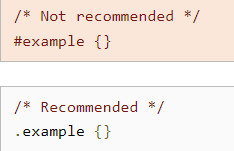 /* Not recommended */
#example {}
/* Recommended */
.example {}